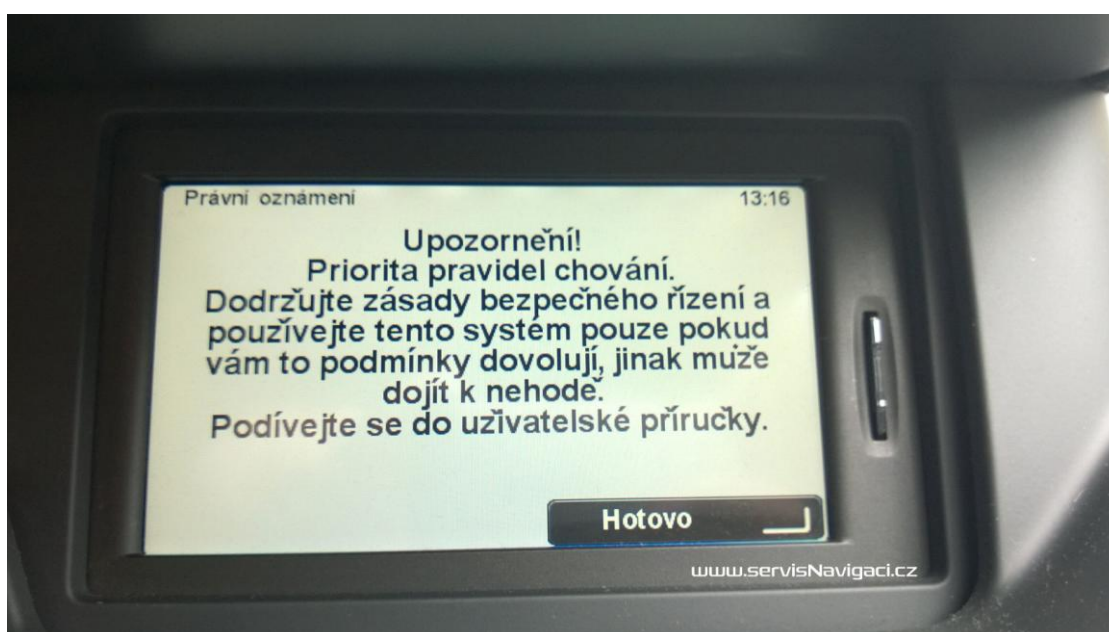 Právní oznámení 13:16
Upozornění!
Priorita pravidel chování.
Dodržujte zásady bezpečného řízení a
používejte tento systém pouze pokud
vám to podmínky dovolují, jinak může
dojít k nehodě.
Podívejte se do uživatelské příručky.
Hotovo
www.servisNavigaci.cz